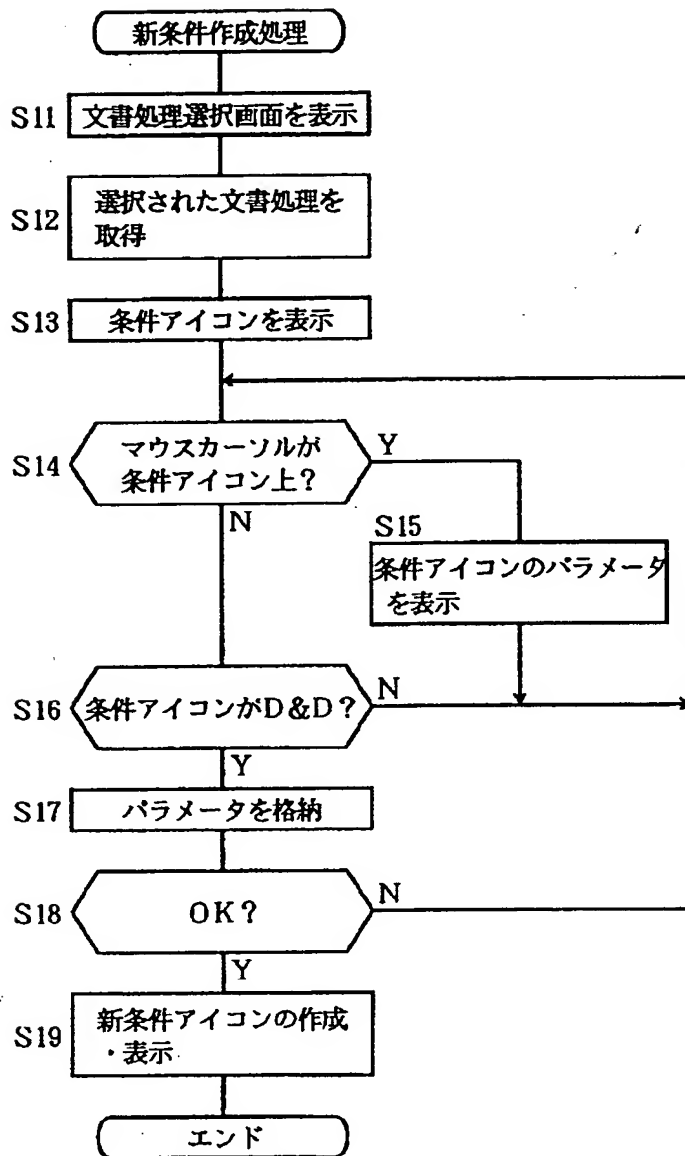 新条件作成処理
S11
文書処理選択画面を表示
S12
選択された文書処理を
取得
S13
条件アイコンを表示
S14
マウスカーソルが
条件アイコン上?
Y
N
S15
条件アイコンのパラメータ
を表示
S16
条件アイコンがD&D?
N
Y
S17
パラメータを格納
S18
OK?
N
Y
S19
新条件アイコンの作成
・表示
エンド